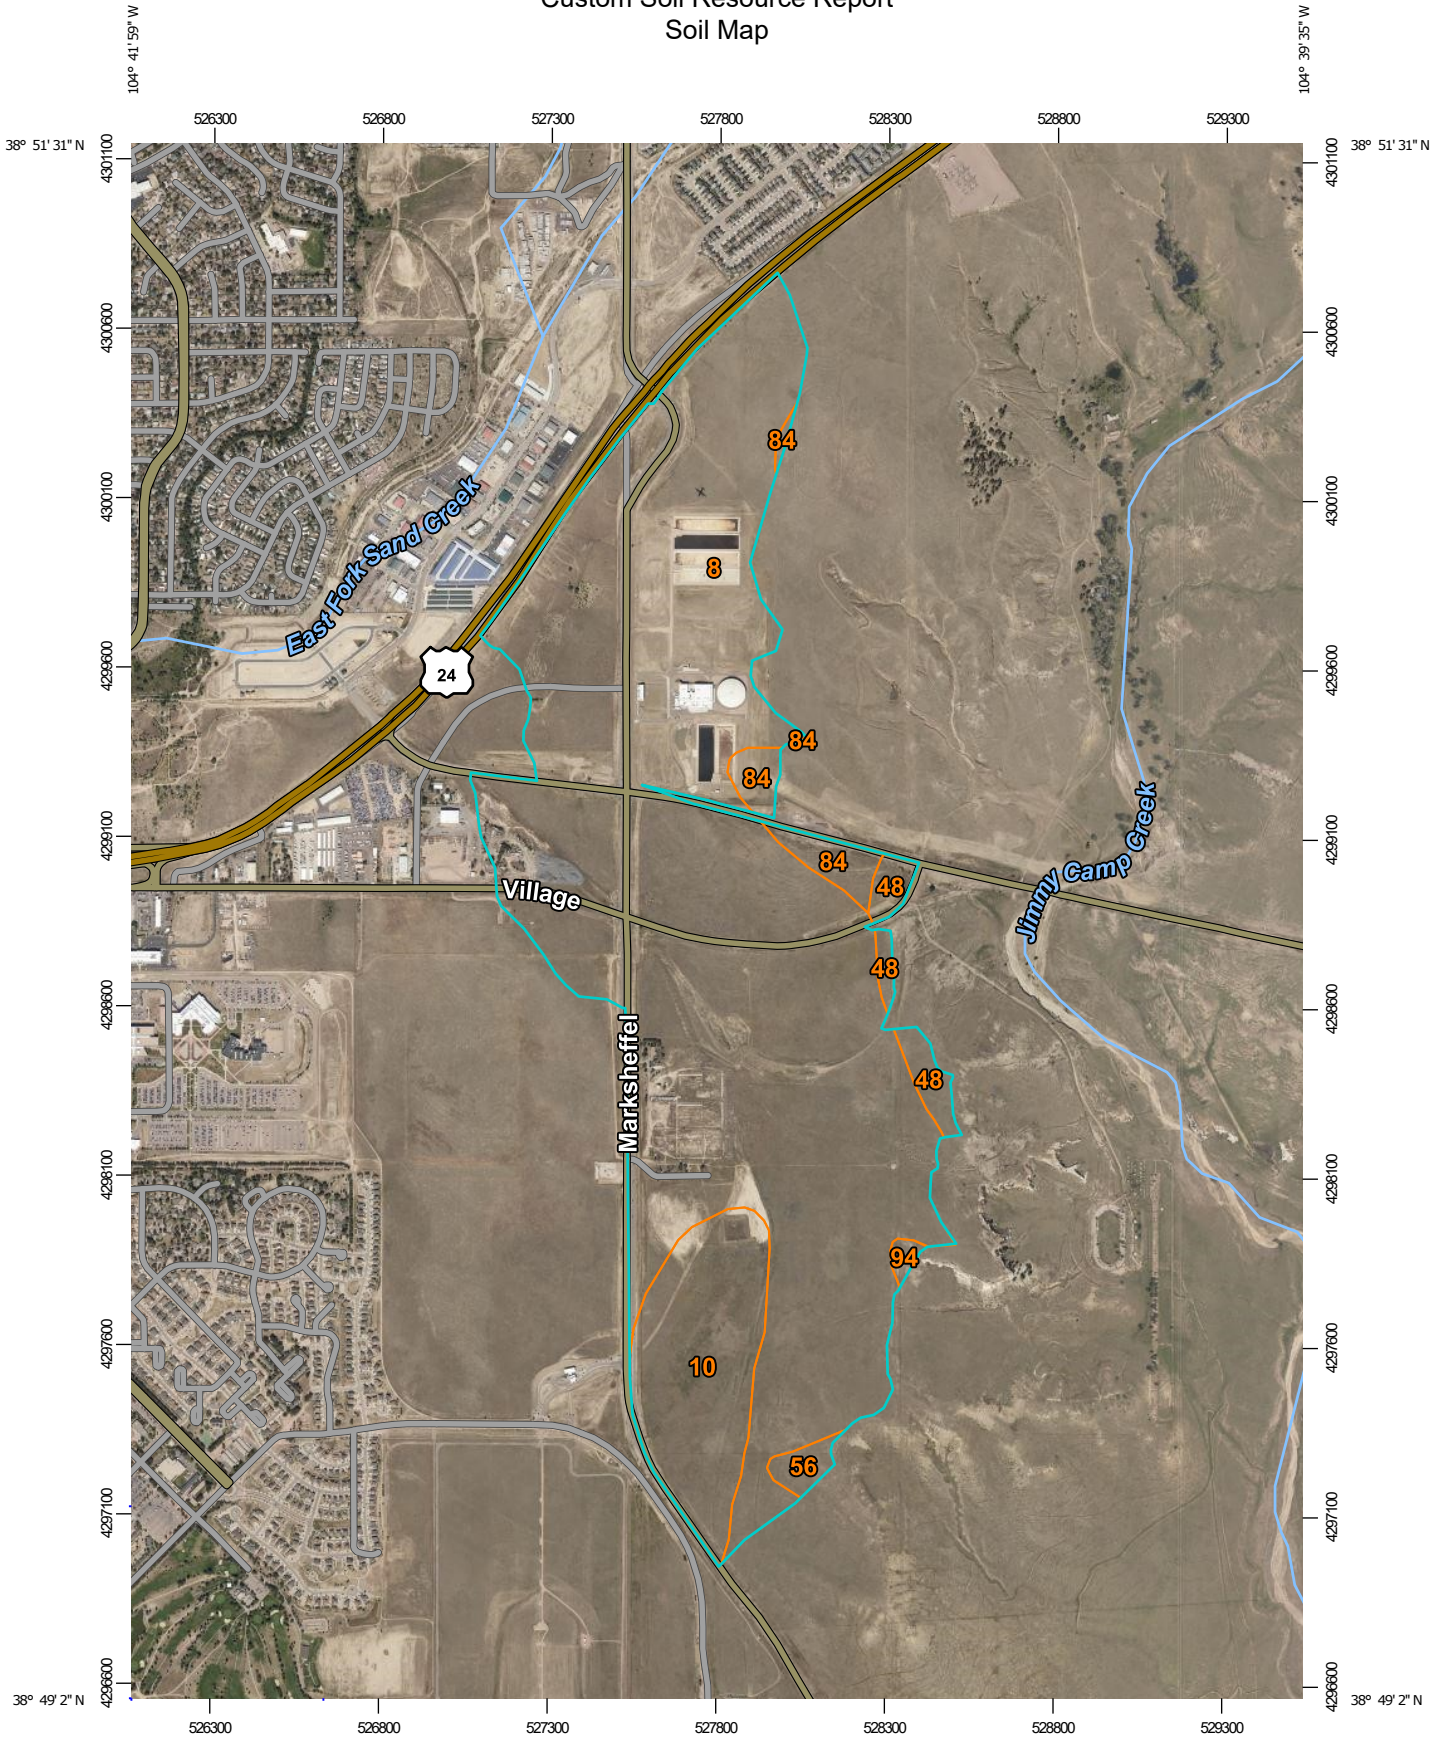 Custom Soil Resource Report
Soil Map
104° 41' 59" W
104° 39' 35" W
526300 526800 527300 527800 528300 528800 529300
38° 51' 31" N
38° 51' 31" N
4301100
4301100
4300600
4300600
84
4300100
4300100
East Fork Sand Creek
8
24
4299600
4299600
84
84
Jimmy Camp Creek
4299100
4299100
84
48
Village
48
4298600
4298600
Marksheffel
48
4298100
4298100
94
4297600
4297600
10
56
4297100
4297100
4296600
4296600
38° 49' 2" N
38° 49' 2" N
526300 526800 527300 527800 528300 528800 529300